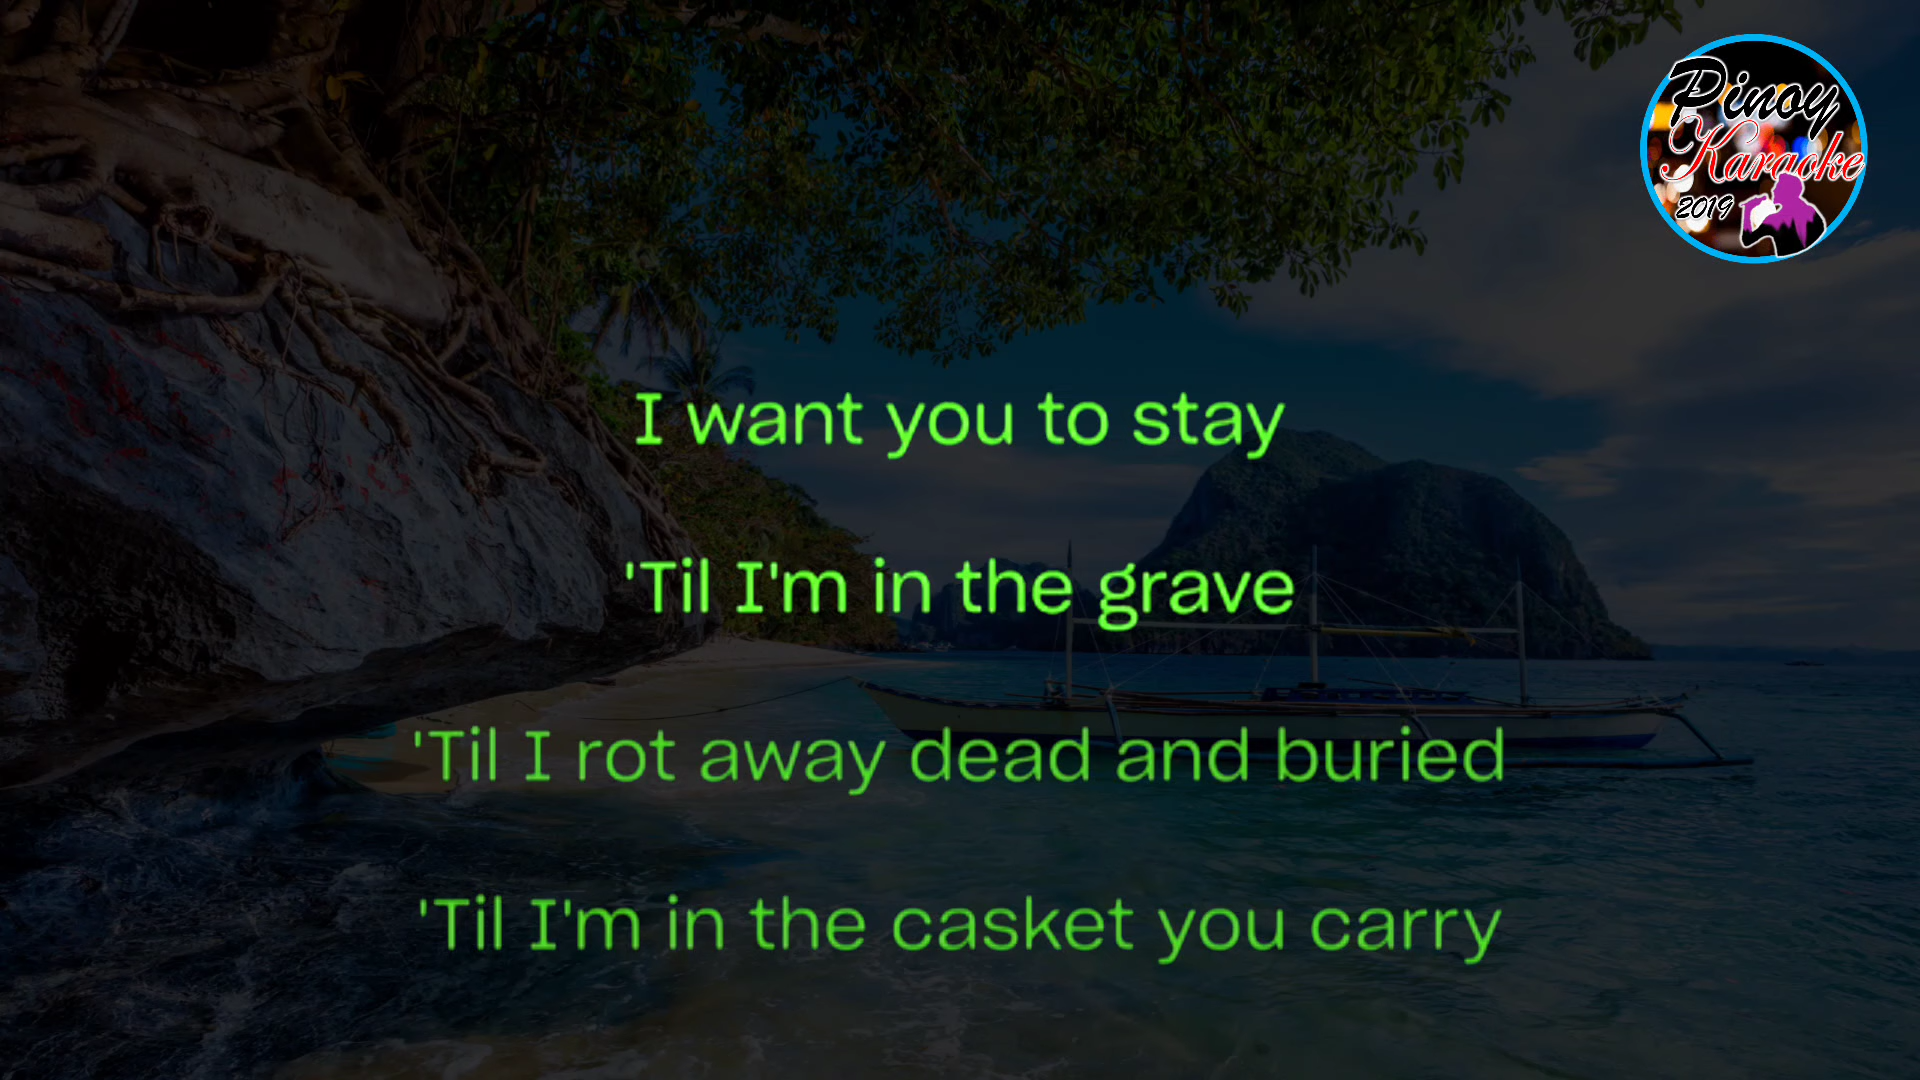 Pinoy
Karaoke
2019
I want you to stay
'Til I'm in the grave
'Til I rot away dead and buried
'Til I'm in the casket you carry